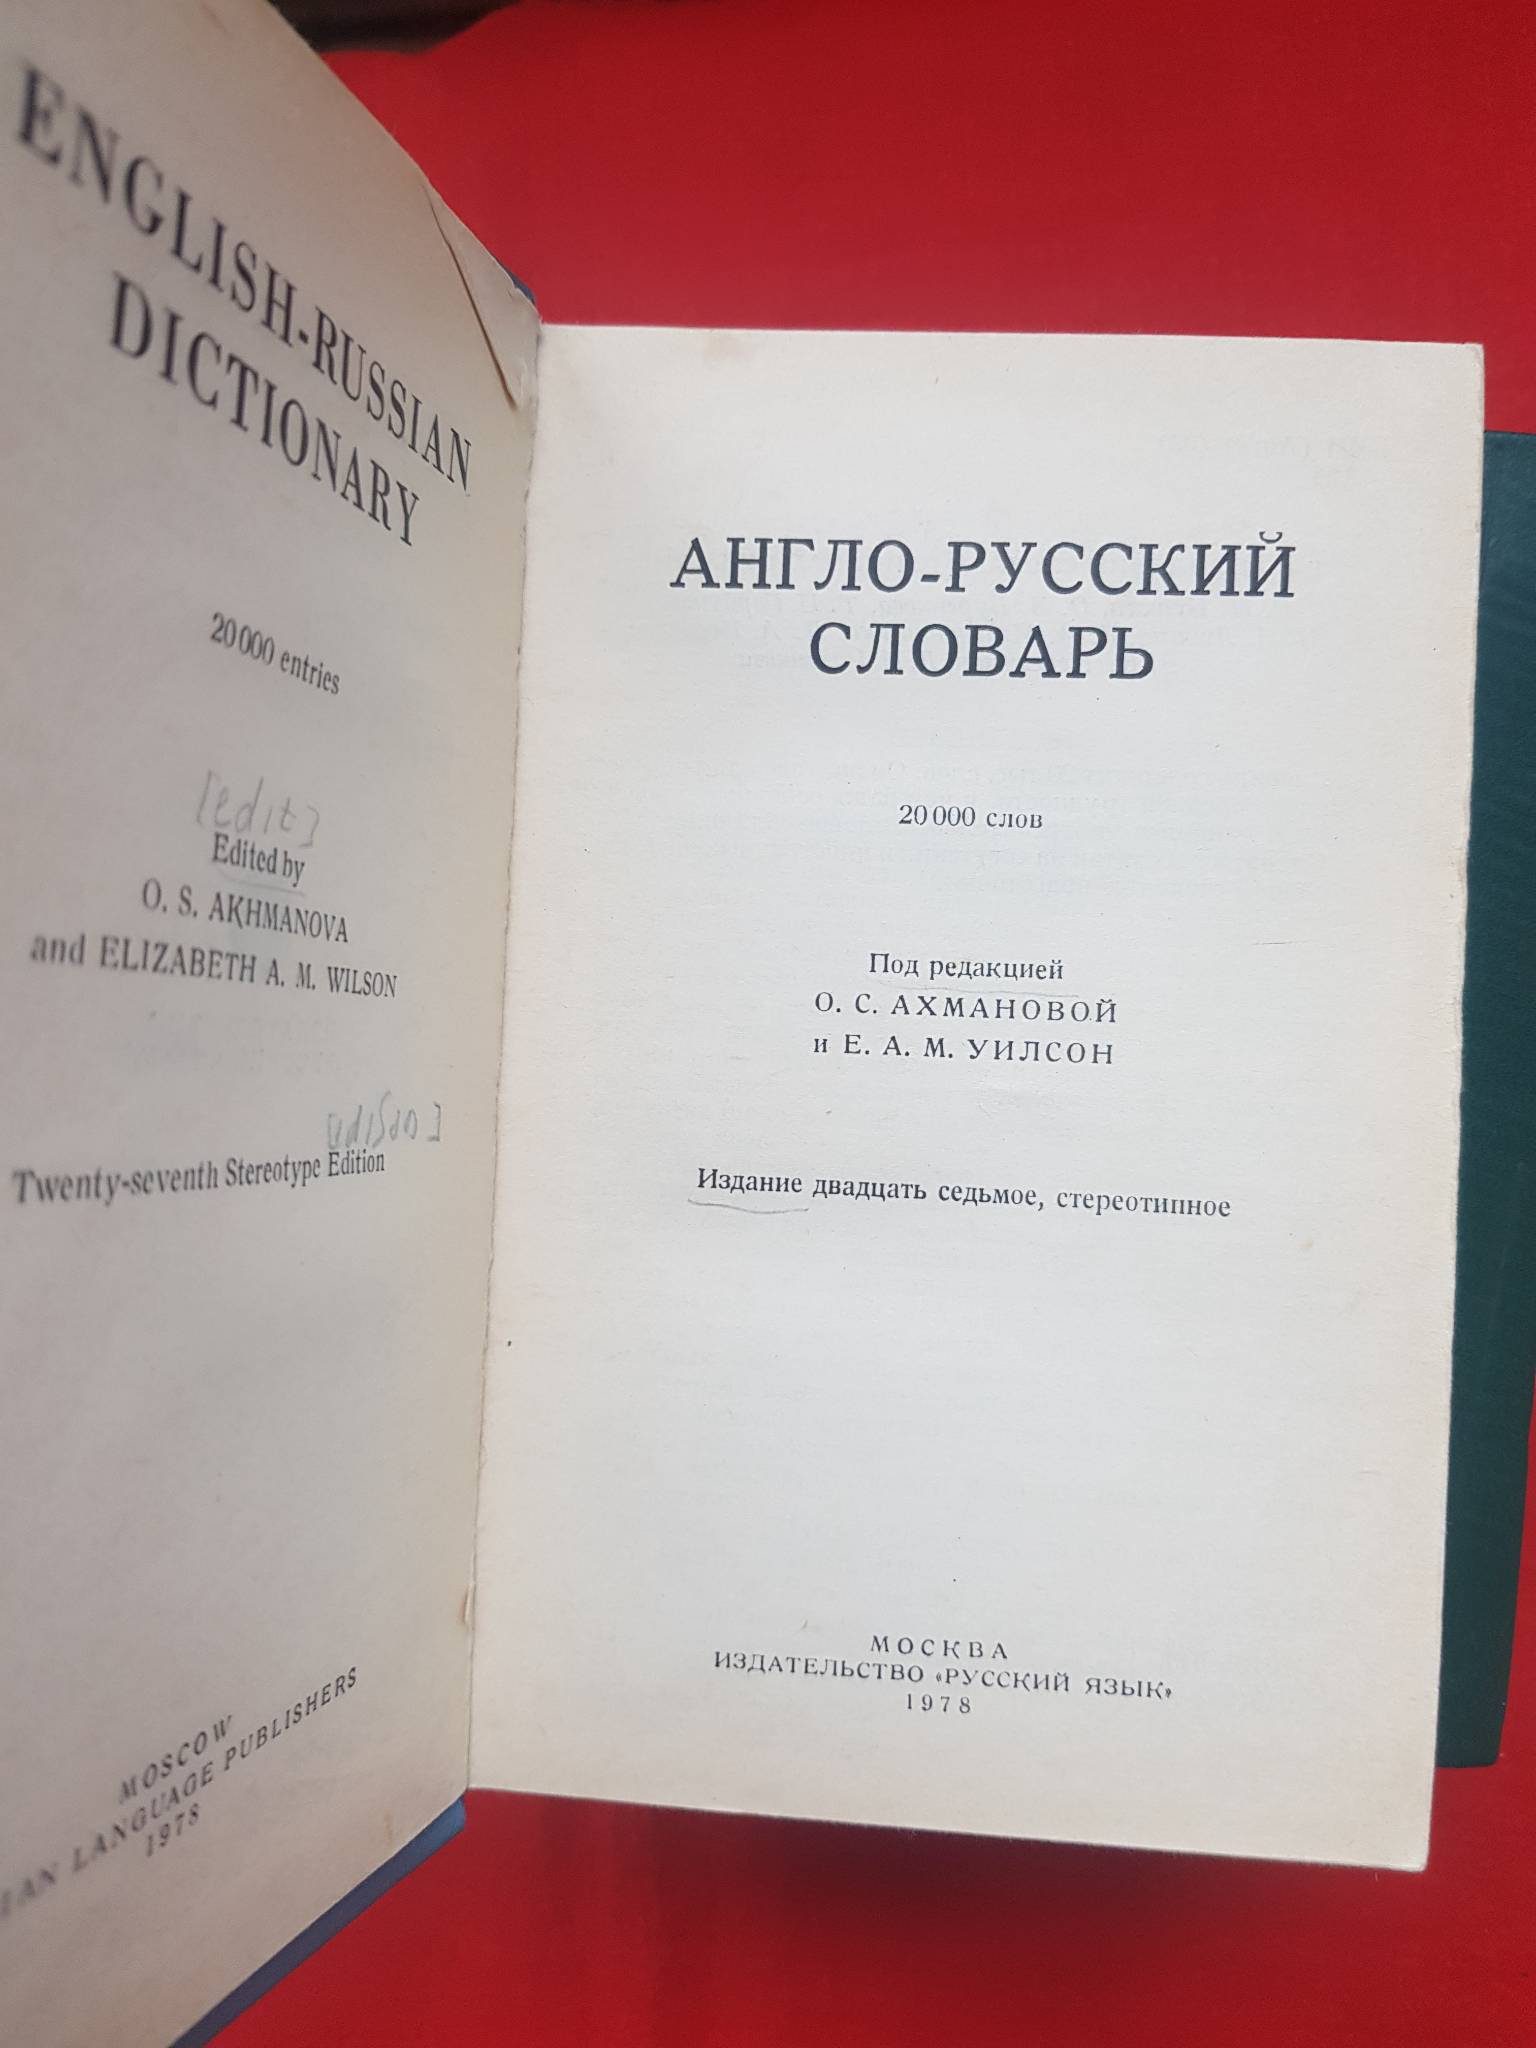 ENGLISH-RUSSIAN
DICTIONARY
20 000 entries
[edit]
Edited by
O. S. AKHMANOVA
and ELIZABETH A. M. WILSON
Twenty-seventh Stereotype Edition
MOSCOW
LANGUAGE PUBLISHERS
1978
АНГЛО-РУССКИЙ
СЛОВАРЬ
20 000 слов
Под редакцией
О. С. АХМАНОВОЙ
и Е. А. М. УИЛСОН
Издание двадцать седьмое, стереотипное
МОСКВА
ИЗДАТЕЛЬСТВО «РУССКИЙ ЯЗЫК»
1978